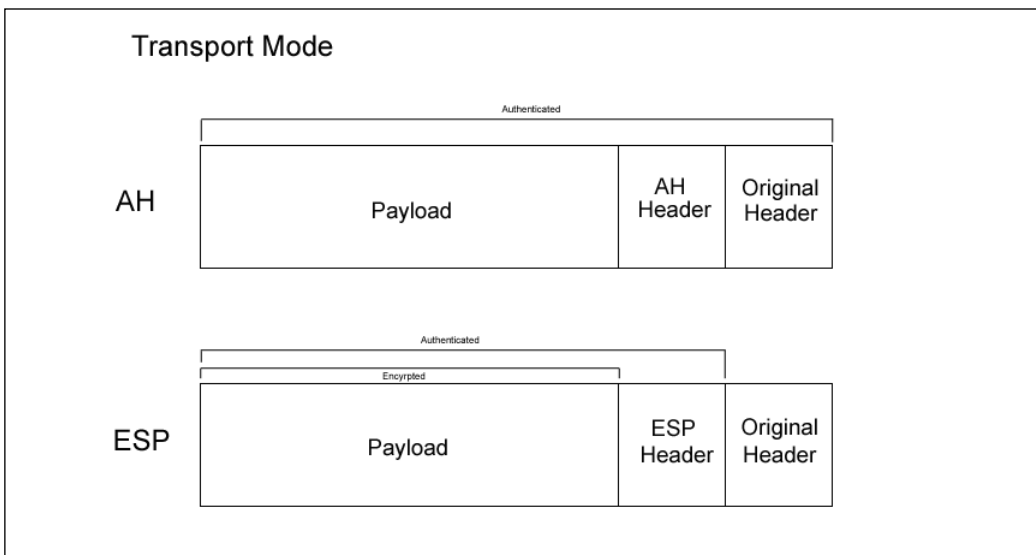 Transport Mode
Authenticated
AH
Payload
AH
Header
Original
Header
Authenticated
Encyrpted
ESP
Payload
ESP
Header
Original
Header